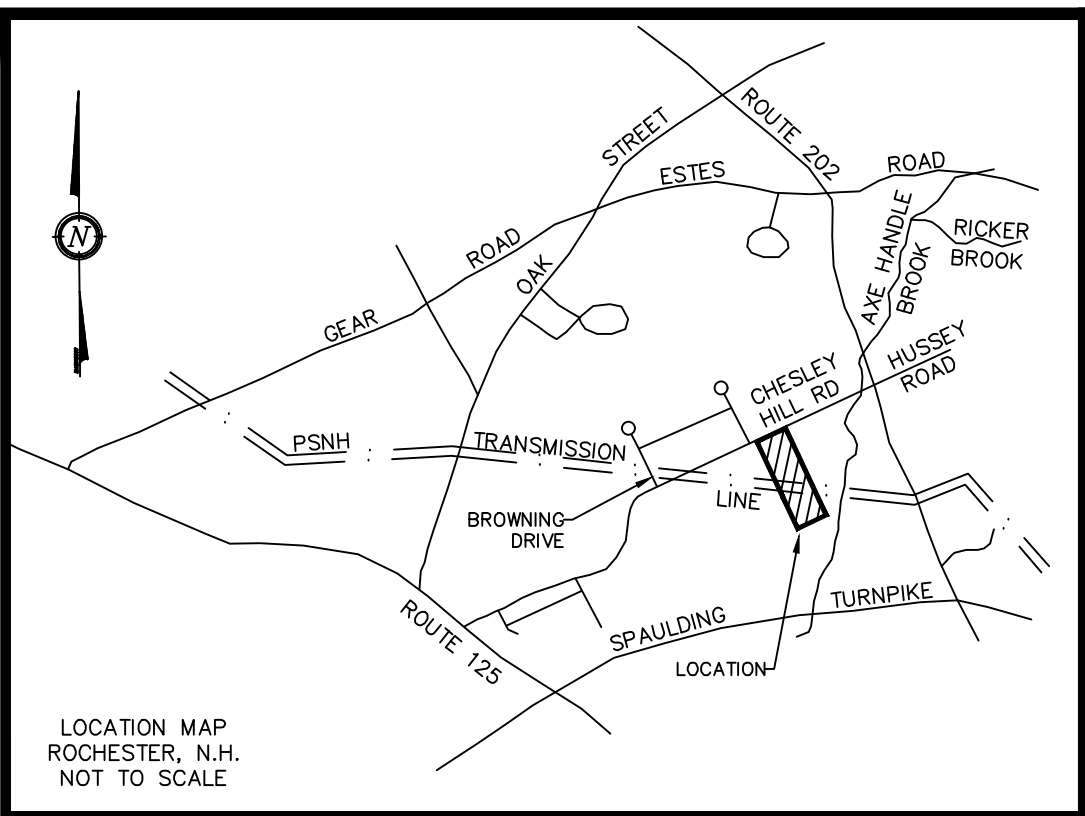 STREET
ROUTE 202
ESTES
ROAD
AXE HANDLE
BROOK
RICKER
BROOK
N
ROAD
OAK
GEAR
CHESLEY
HILL RD
HUSSEY
ROAD
PSNH
TRANSMISSION
LINE
BROWNING
DRIVE
ROUTE 125
SPAULDING
TURNPIKE
LOCATION
LOCATION MAP
ROCHESTER, N.H.
NOT TO SCALE